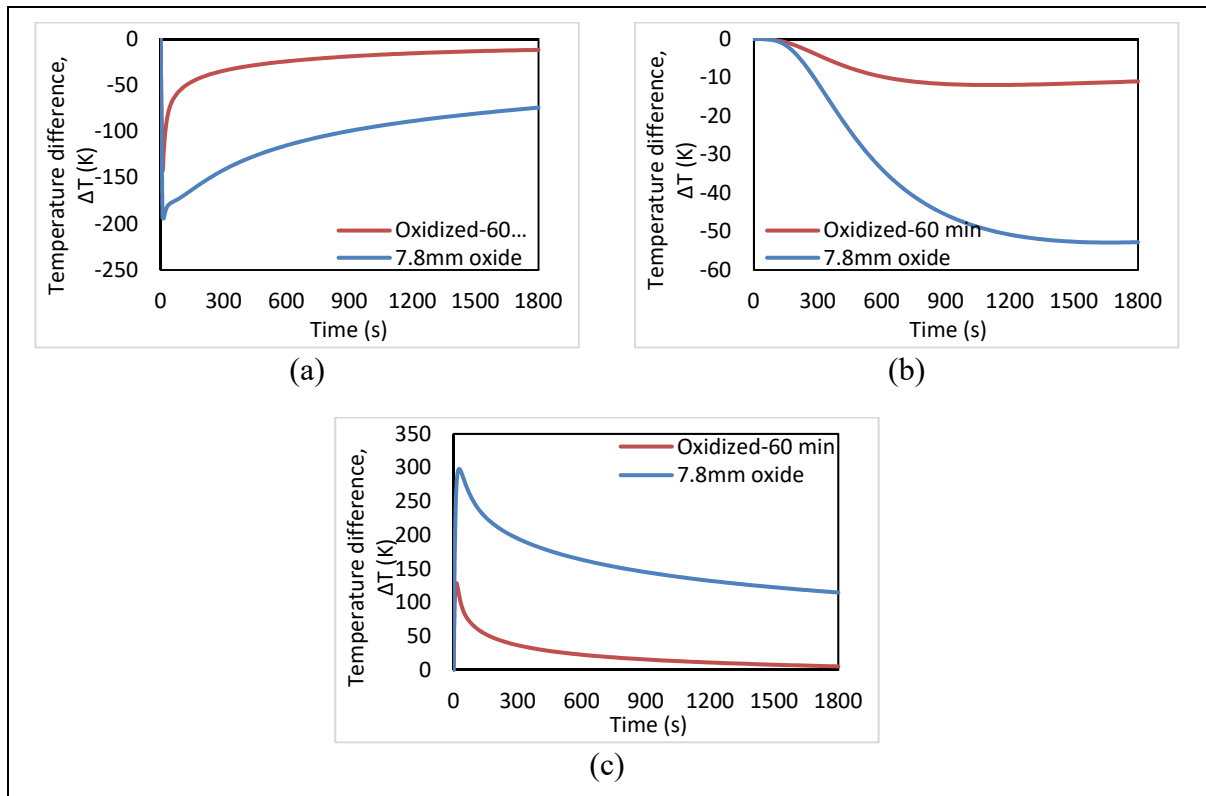 Temperature difference,
ΔT (K)
0
-50
-100
-150
-200
-250
Oxidized-60...
7.8mm oxide
0 300 600 900 1200 1500 1800
Time (s)
(a)
Temperature difference,
ΔT (K)
0
-10
-20
-30
-40
-50
-60
Oxidized-60 min
7.8mm oxide
0 300 600 900 1200 1500 1800
Time (s)
(b)
Temperature difference,
ΔT (K)
350
300
250
200
150
100
50
0
Oxidized-60 min
7.8mm oxide
0 300 600 900 1200 1500 1800
Time (s)
(c)